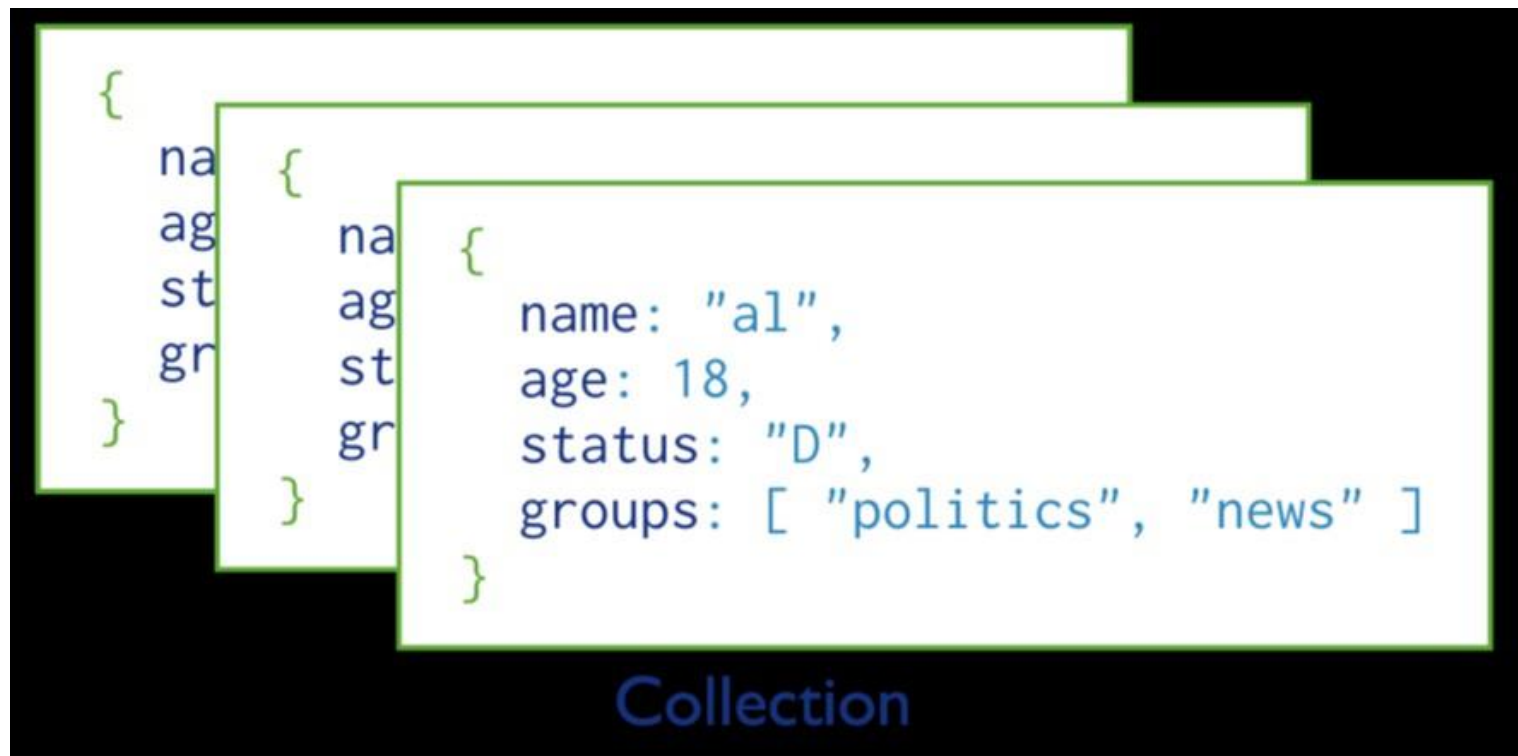 {
na
ag
st
gr
}
{
na
ag
st
gr
}
{
name: "al",
age: 18,
status: "D",
groups: [ "politics", "news" ]
}
Collection